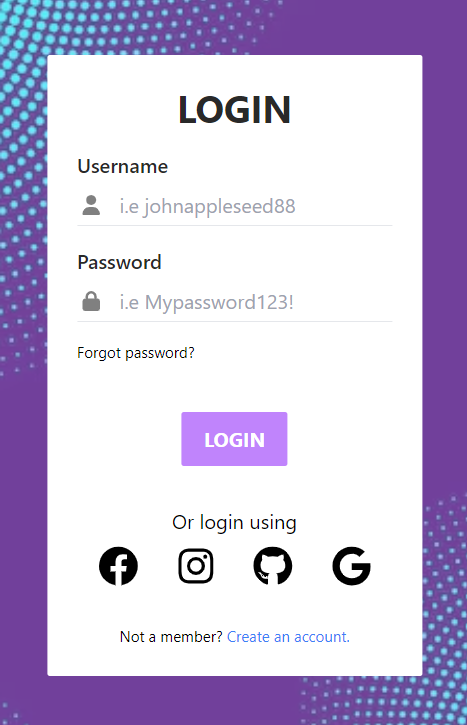 LOGIN
Username
i.e johnappleseed88
Password
i.e Mypassword123!
Forgot password?
LOGIN
Or login using
Not a member? Create an account.